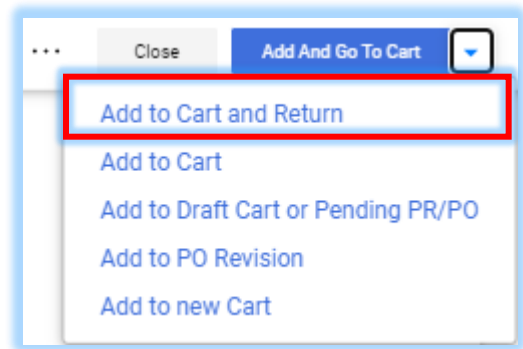 ... Close Add And Go To Cart
Add to Cart and Return
Add to Cart
Add to Draft Cart or Pending PR/PO
Add to PO Revision
Add to new Cart